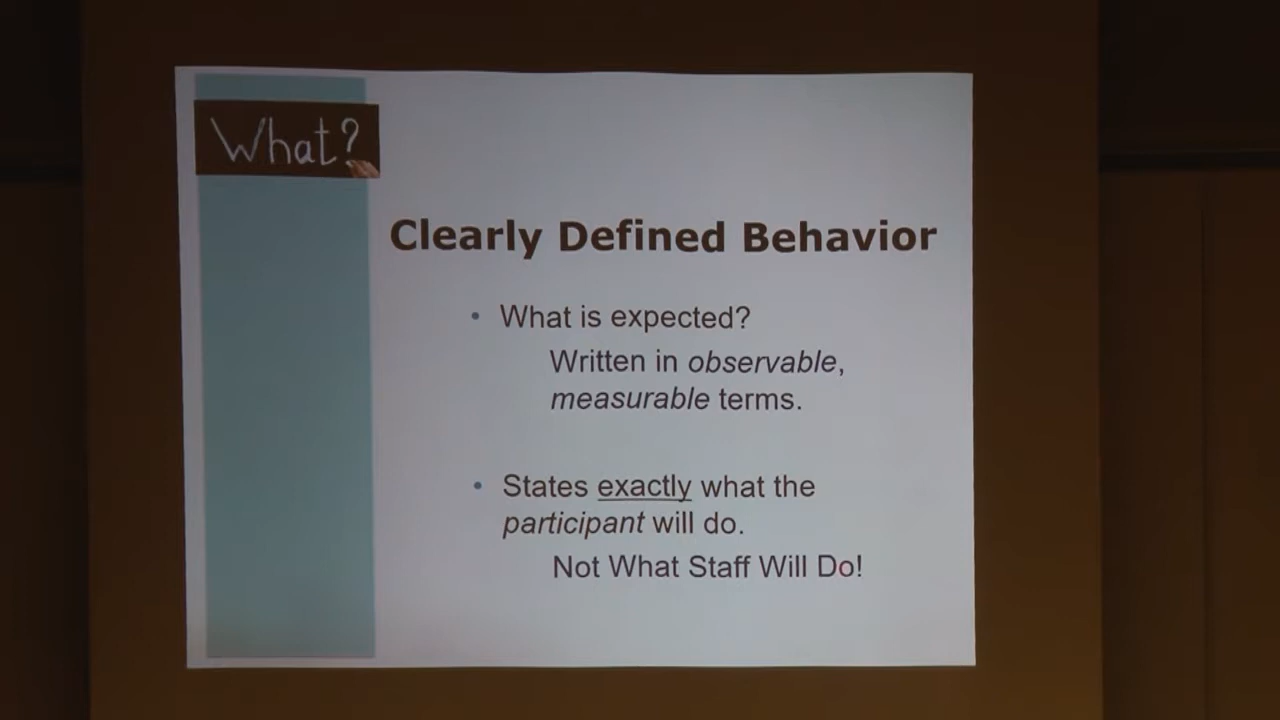 What?
Clearly Defined Behavior
• What is expected?
Written in observable,
measurable terms.
• States exactly what the
participant will do.
Not What Staff Will Do!